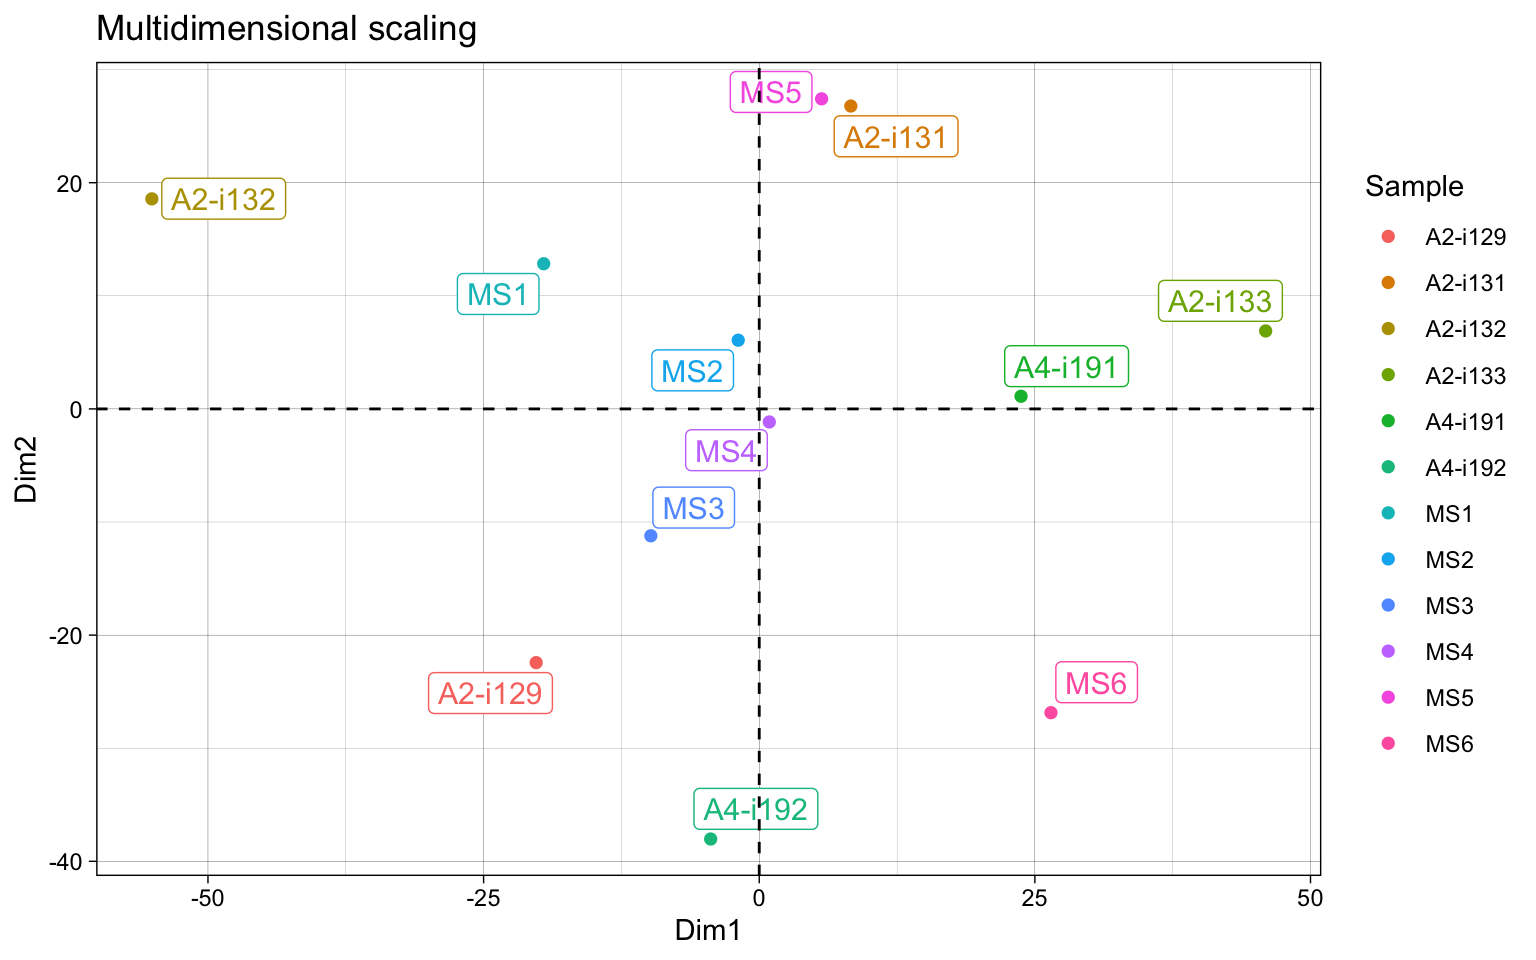 Multidimensional scaling
MS5
A2-i131
A2-i132
MS1
A2-i133
MS2
A4-i191
MS4
MS3
A2-i129
MS6
A4-i192
20
0
-20
-40
Dim2
-50
-25
0
25
50
Dim1
Sample
A2-i129
A2-i131
A2-i132
A2-i133
A4-i191
A4-i192
MS1
MS2
MS3
MS4
MS5
MS6